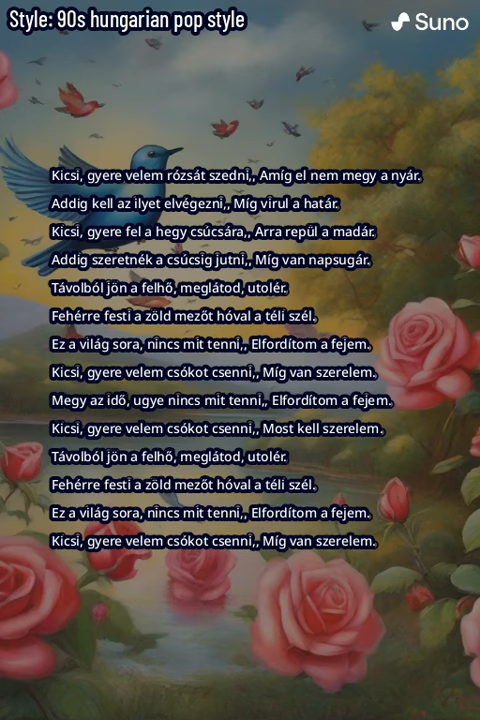 Style: 90s hungarian pop style
Suno
Kicsi, gyere velem rózsát szedni,, Amíg el nem megy a nyár.
Addig kell az ilyet elvégezni,, Míg virul a határ.
Kicsi, gyere fel a hegy csúcsára,, Arra repül a madár.
Addig szeretnék a csúcsig jutni,, Míg van napsugár.
Távolból jön a felhő, meglátod, utolér.
Fehérre festi a zöld mezőt hóval a téli szél.
Ez a világ sora, nincs mit tenni,, Elfordítom a fejem.
Kicsi, gyere velem csókot csenni,, Míg van szerelem.
Megy az idő, ugye nincs mit tenni,, Elfordítom a fejem.
Kicsi, gyere velem csókot csenni,, Most kell szerelem.
Távolból jön a felhő, meglátod, utolér.
Fehérre festi a zöld mezőt hóval a téli szél.
Ez a világ sora, nincs mit tenni,, Elfordítom a fejem.
Kicsi, gyere velem csókot csenni,, Míg van szerelem.